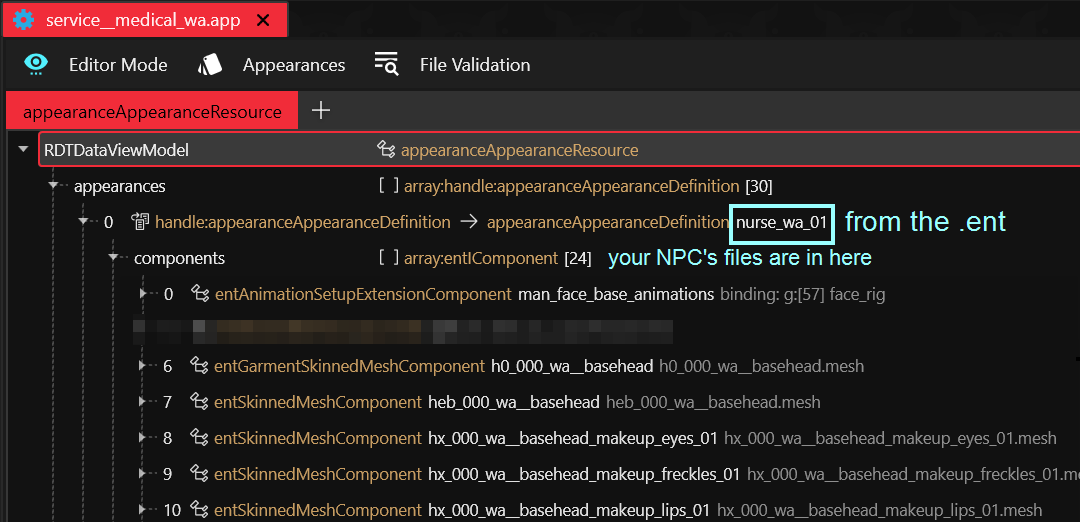 service__medical_wa.app
Editor Mode Appearances File Validation
appearanceAppearanceResource
RDTDataViewModel appearanceAppearanceResource
appearances [ ] array:handle:appearanceAppearanceDefinition [30]
0 handle:appearanceAppearanceDefinition → appearanceAppearanceDefinition nurse_wa_01 from the .ent
components [ ] array:entIComponent [24] your NPC's files are in here
0 entAnimationSetupExtensionComponent man_face_base_animations binding: g:[57] face_rig
6 entGarmentSkinnedMeshComponent h0_000_wa__basehead h0_000_wa__basehead.mesh
7 entSkinnedMeshComponent heb_000_wa__basehead heb_000_wa__basehead.mesh
8 entSkinnedMeshComponent hx_000_wa__basehead_makeup_eyes_01 hx_000_wa__basehead_makeup_eyes_01.mesh
9 entSkinnedMeshComponent hx_000_wa__basehead_makeup_freckles_01 hx_000_wa__basehead_makeup_freckles_01.me
10 entSkinnedMeshComponent hx_000_wa__basehead_makeup_lips_01 hx_000_wa__basehead_makeup_lips_01.mesh